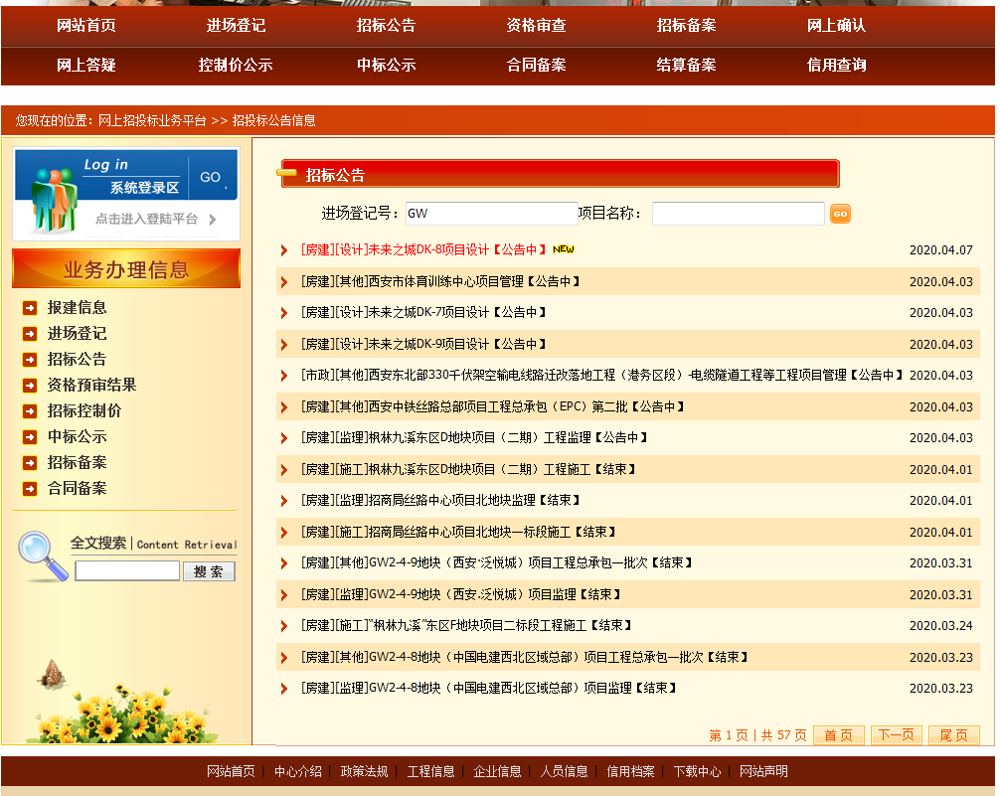 网站首页 进场登记 招标公告 资格审查 招标备案 网上确认
网上答疑 控制价公示 中标公示 合同备案 结算备案 信用查询
您现在的位置：网上招投标业务平台 >> 招投标公告信息
Log in
系统登录区
GO
点击进入登陆平台
业务办理信息
报建信息
进场登记
招标公告
资格预审结果
招标控制价
中标公示
招标备案
合同备案
全文搜索 | Content Retrieval
搜 索
招标公告
进场登记号： GW 项目名称： GO
[房建][设计]未来之城DK-8项目设计【公告中】 NEW 2020.04.07
[房建][其他]西安市体育训练中心项目管理【公告中】 2020.04.03
[房建][设计]未来之城DK-7项目设计【公告中】 2020.04.03
[房建][设计]未来之城DK-9项目设计【公告中】 2020.04.03
[市政][其他]西安东北部330千伏架空输电线路迁改落地工程（港务区段）-电缆隧道工程等工程项目管理【公告中】 2020.04.03
[房建][其他]西安中铁丝路总部项目工程总承包（EPC）第二批【公告中】 2020.04.03
[房建][监理]枫林九溪东区D地块项目（二期）工程监理【公告中】 2020.04.03
[房建][施工]枫林九溪东区D地块项目（二期）工程施工【结束】 2020.04.01
[房建][监理]招商局丝路中心项目北地块监理【结束】 2020.04.01
[房建][施工]招商局丝路中心项目北地块一标段施工【结束】 2020.04.01
[房建][其他]GW2-4-9地块（西安·泛悦城）项目工程总承包一批次【结束】 2020.03.31
[房建][监理]GW2-4-9地块（西安.泛悦城）项目监理【结束】 2020.03.31
[房建][施工]“枫林九溪”东区F地块项目二标段工程施工【结束】 2020.03.24
[房建][其他]GW2-4-8地块（中国电建西北区域总部）项目工程总承包一批次【结束】 2020.03.23
[房建][监理]GW2-4-8地块（中国电建西北区域总部）项目监理【结束】 2020.03.23
第 1 页 | 共 57 页 首 页 下一页 尾 页
网站首页 | 中心介绍 | 政策法规 | 工程信息 | 企业信息 | 人员信息 | 信用档案 | 下载中心 | 网站声明